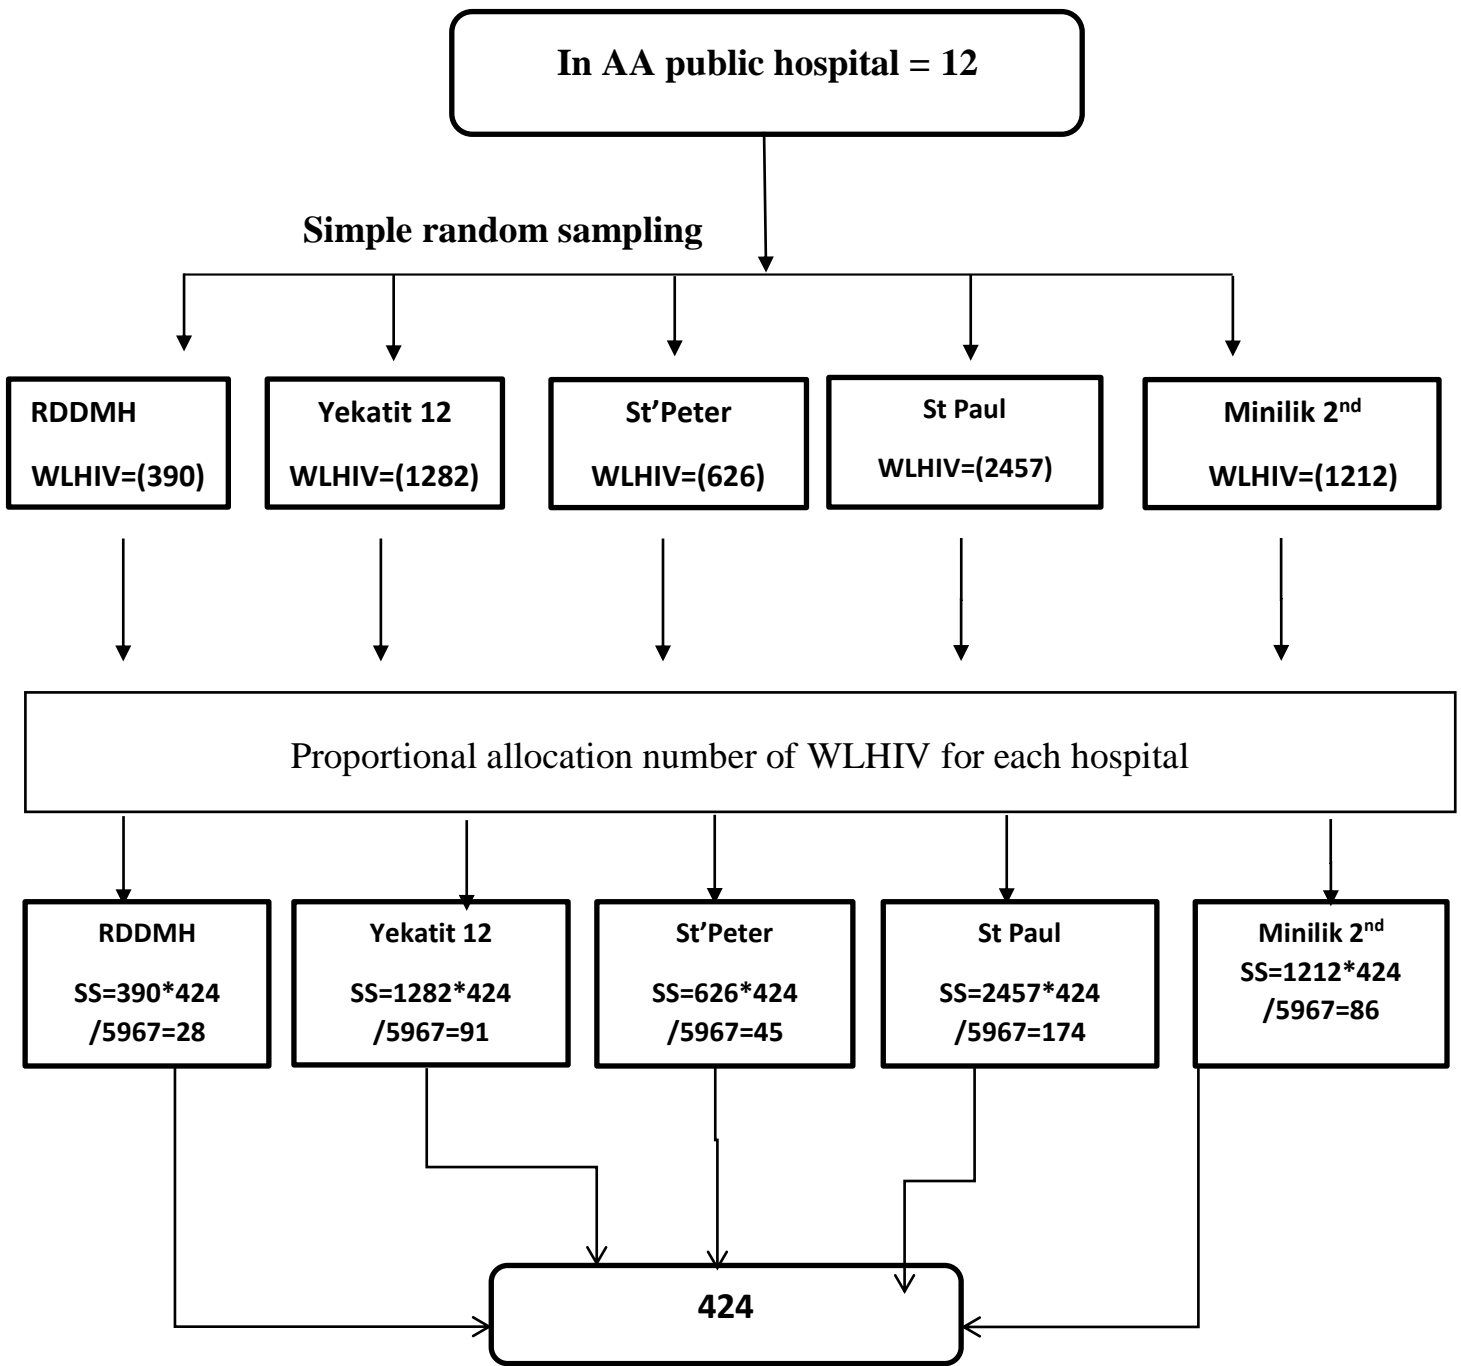 In AA public hospital = 12
Simple random sampling
RDDMH
WLHIV=(390)
Yekatit 12
WLHIV=(1282)
St'Peter
WLHIV=(626)
St Paul
WLHIV=(2457)
Minilik 2nd
WLHIV=(1212)
Proportional allocation number of WLHIV for each hospital
RDDMH
SS=390*424
/5967=28
Yekatit 12
SS=1282*424
/5967=91
St'Peter
SS=626*424
/5967=45
St Paul
SS=2457*424
/5967=174
Minilik 2nd
SS=1212*424
/5967=86
424